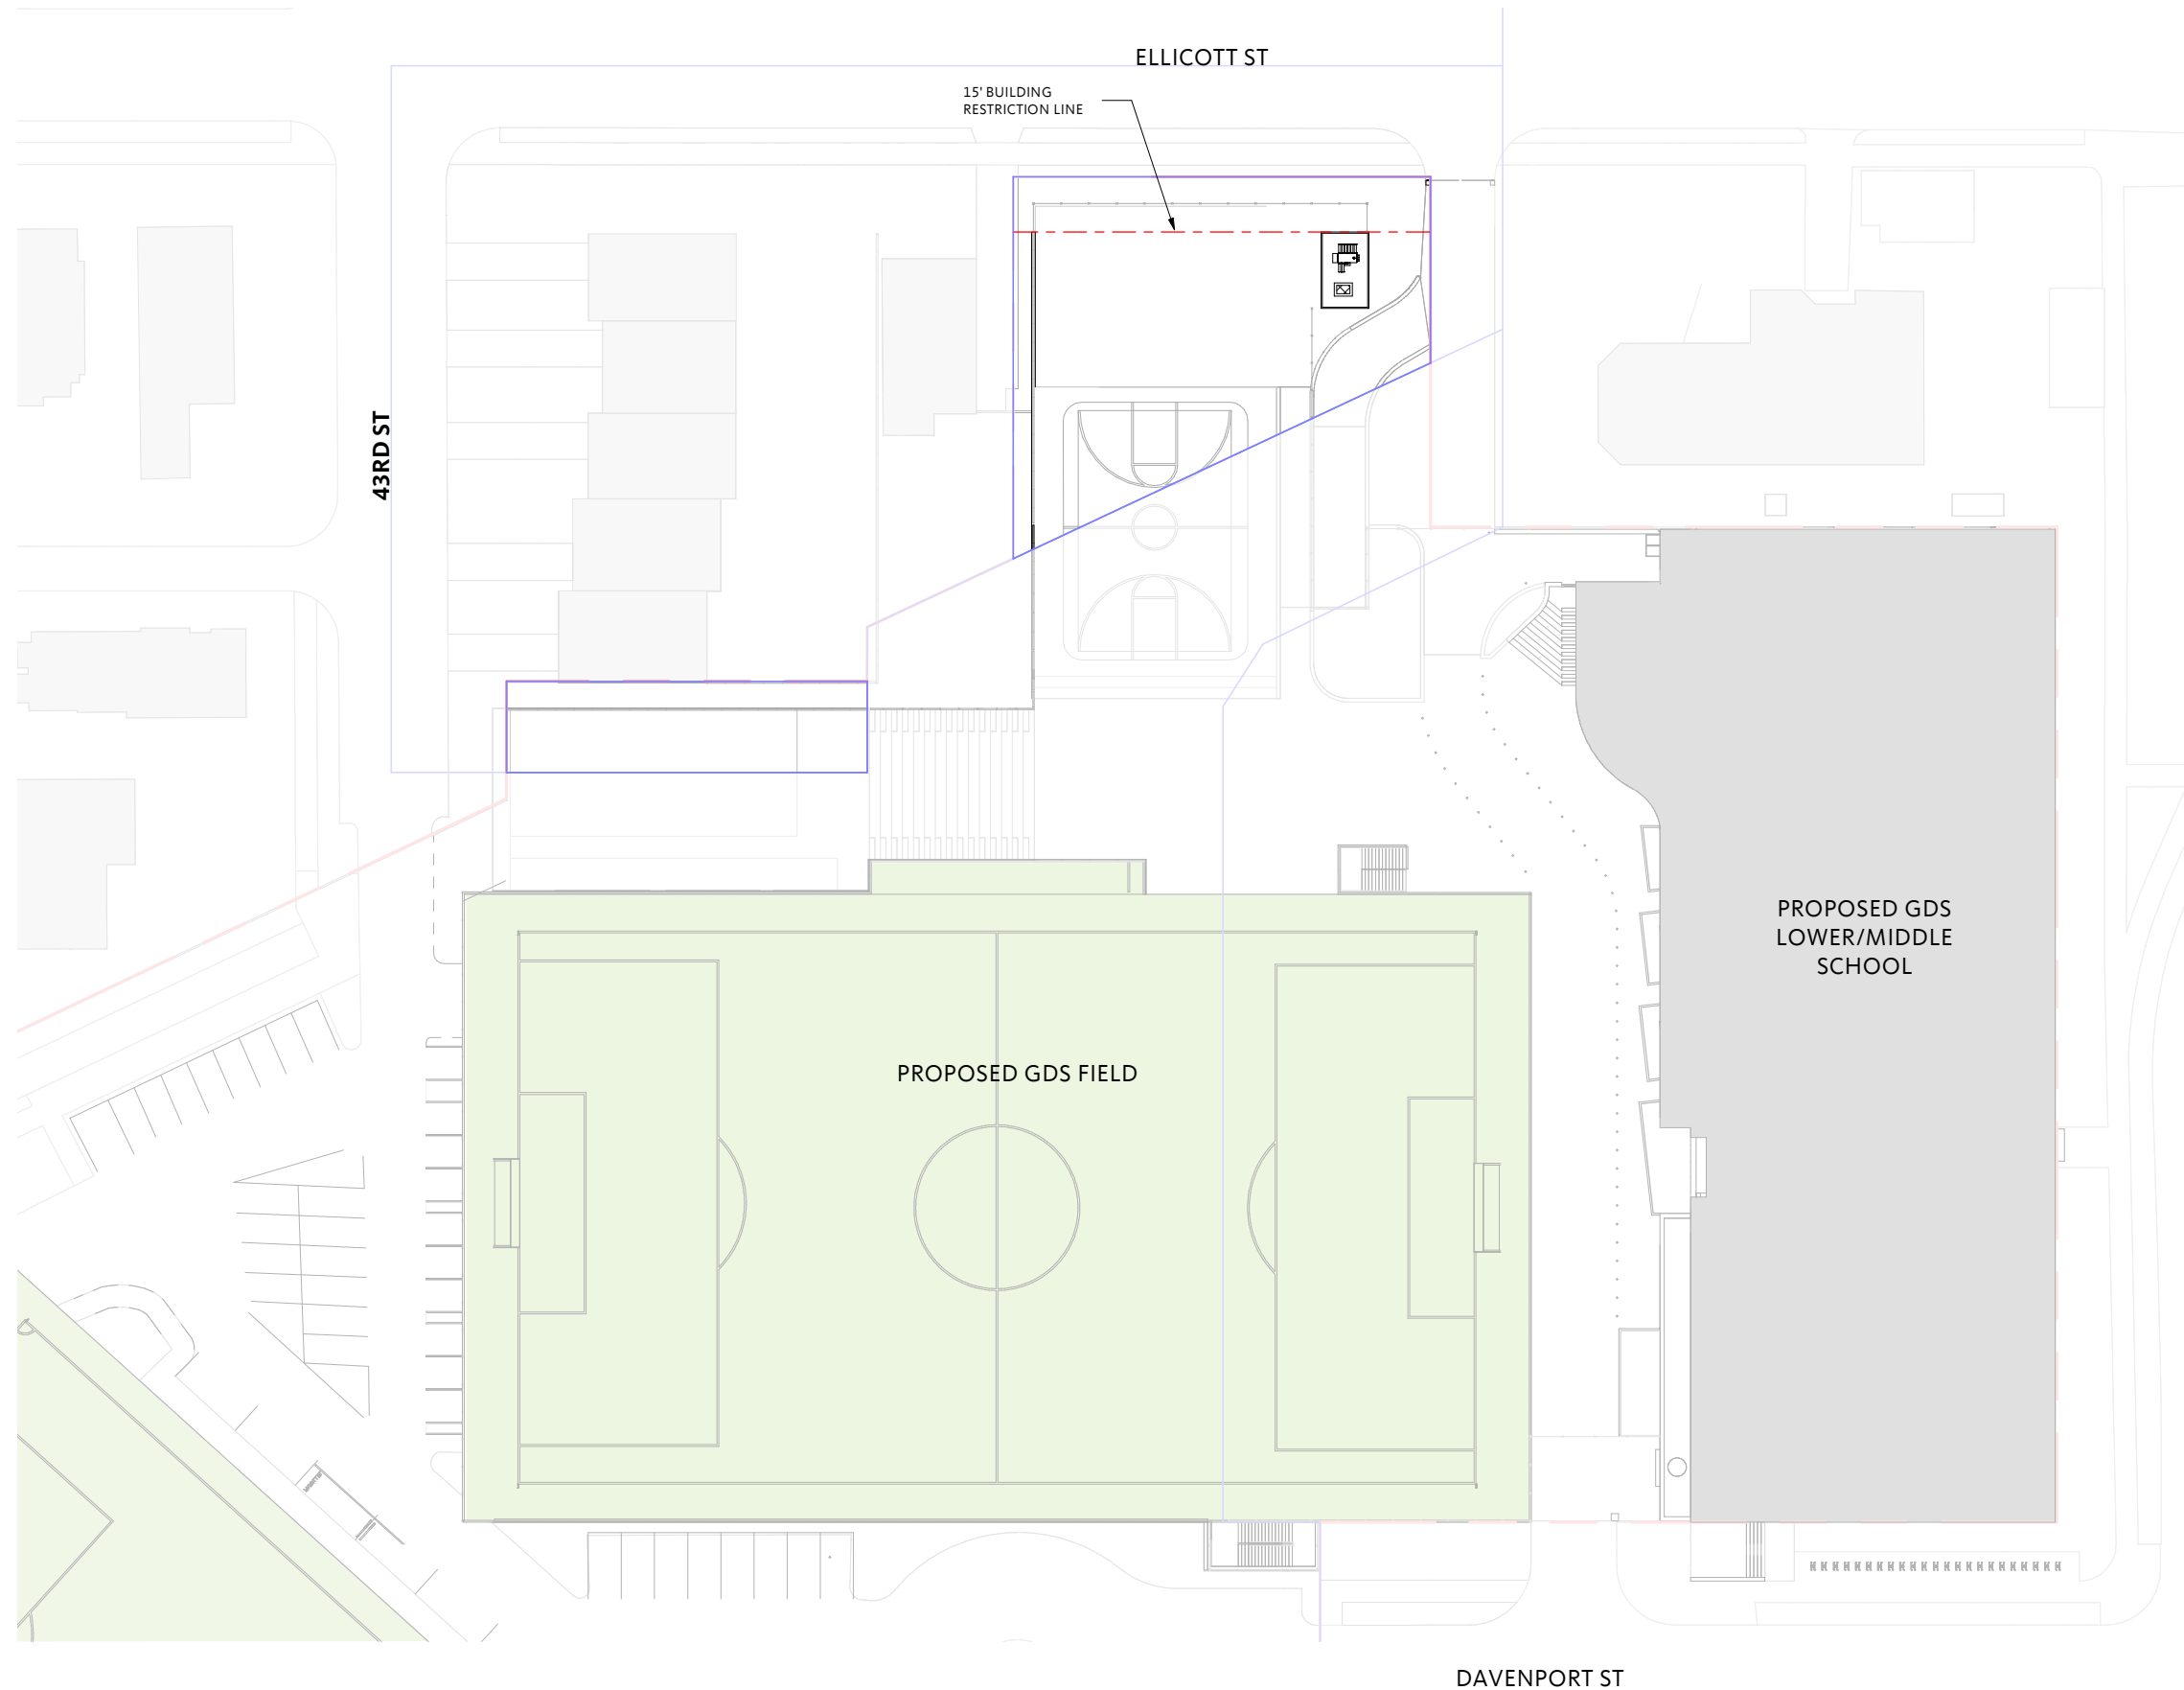 ELLICOTT ST
15' BUILDING
RESTRICTION LINE
43RD ST
PROPOSED GDS
LOWER/MIDDLE
SCHOOL
PROPOSED GDS FIELD
DAVENPORT ST